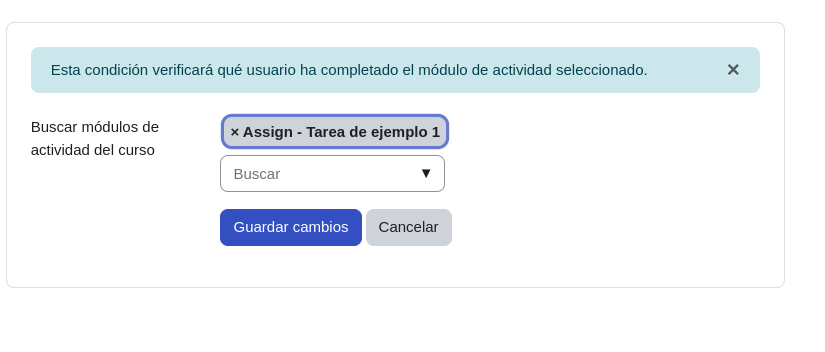 Esta condición verificará qué usuario ha completado el módulo de actividad seleccionado. ×
Buscar módulos de
actividad del curso
× Assign - Tarea de ejemplo 1
Buscar ▼
Guardar cambios Cancelar